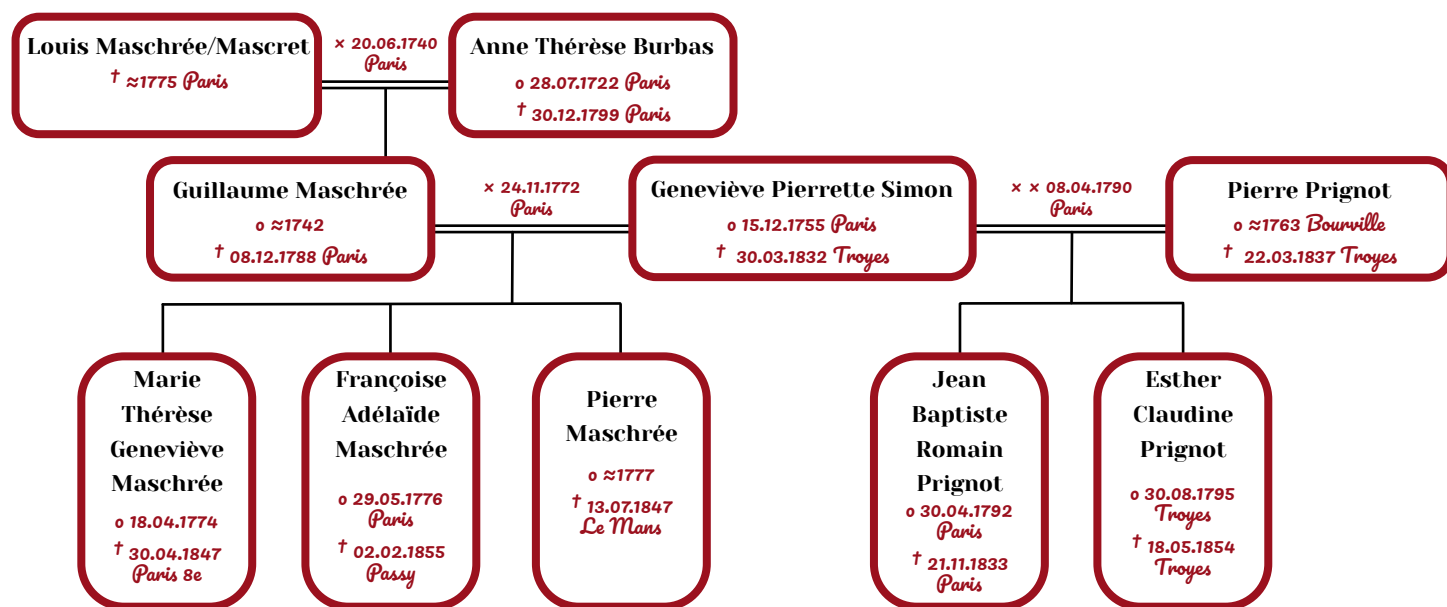 Louis Maschrée/Mascret
† ≈1775 Paris
× 20.06.1740
Paris
Anne Thérèse Burbas
o 28.07.1722 Paris
† 30.12.1799 Paris
Guillaume Maschrée
o ≈1742
† 08.12.1788 Paris
× 24.11.1772
Paris
Geneviève Pierrette Simon
o 15.12.1755 Paris
† 30.03.1832 Troyes
× × 08.04.1790
Paris
Pierre Prignot
o ≈1763 Bourville
† 22.03.1837 Troyes
Marie
Thérèse
Geneviève
Maschrée
o 18.04.1774
† 30.04.1847
Paris 8e
Françoise
Adélaïde
Maschrée
o 29.05.1776
Paris
† 02.02.1855
Passy
Pierre
Maschrée
o ≈1777
† 13.07.1847
Le Mans
Jean
Baptiste
Romain
Prignot
o 30.04.1792
Paris
† 21.11.1833
Paris
Esther
Claudine
Prignot
o 30.08.1795
Troyes
† 18.05.1854
Troyes